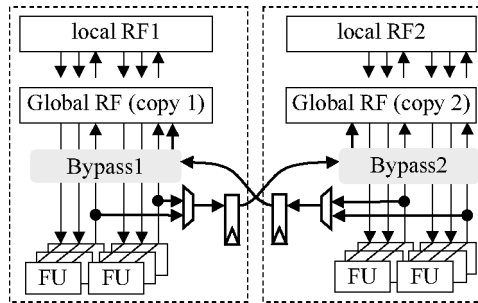 local RF1
local RF2
Global RF (copy 1)
Global RF (copy 2)
Bypass1
Bypass2
FU FU
FU FU